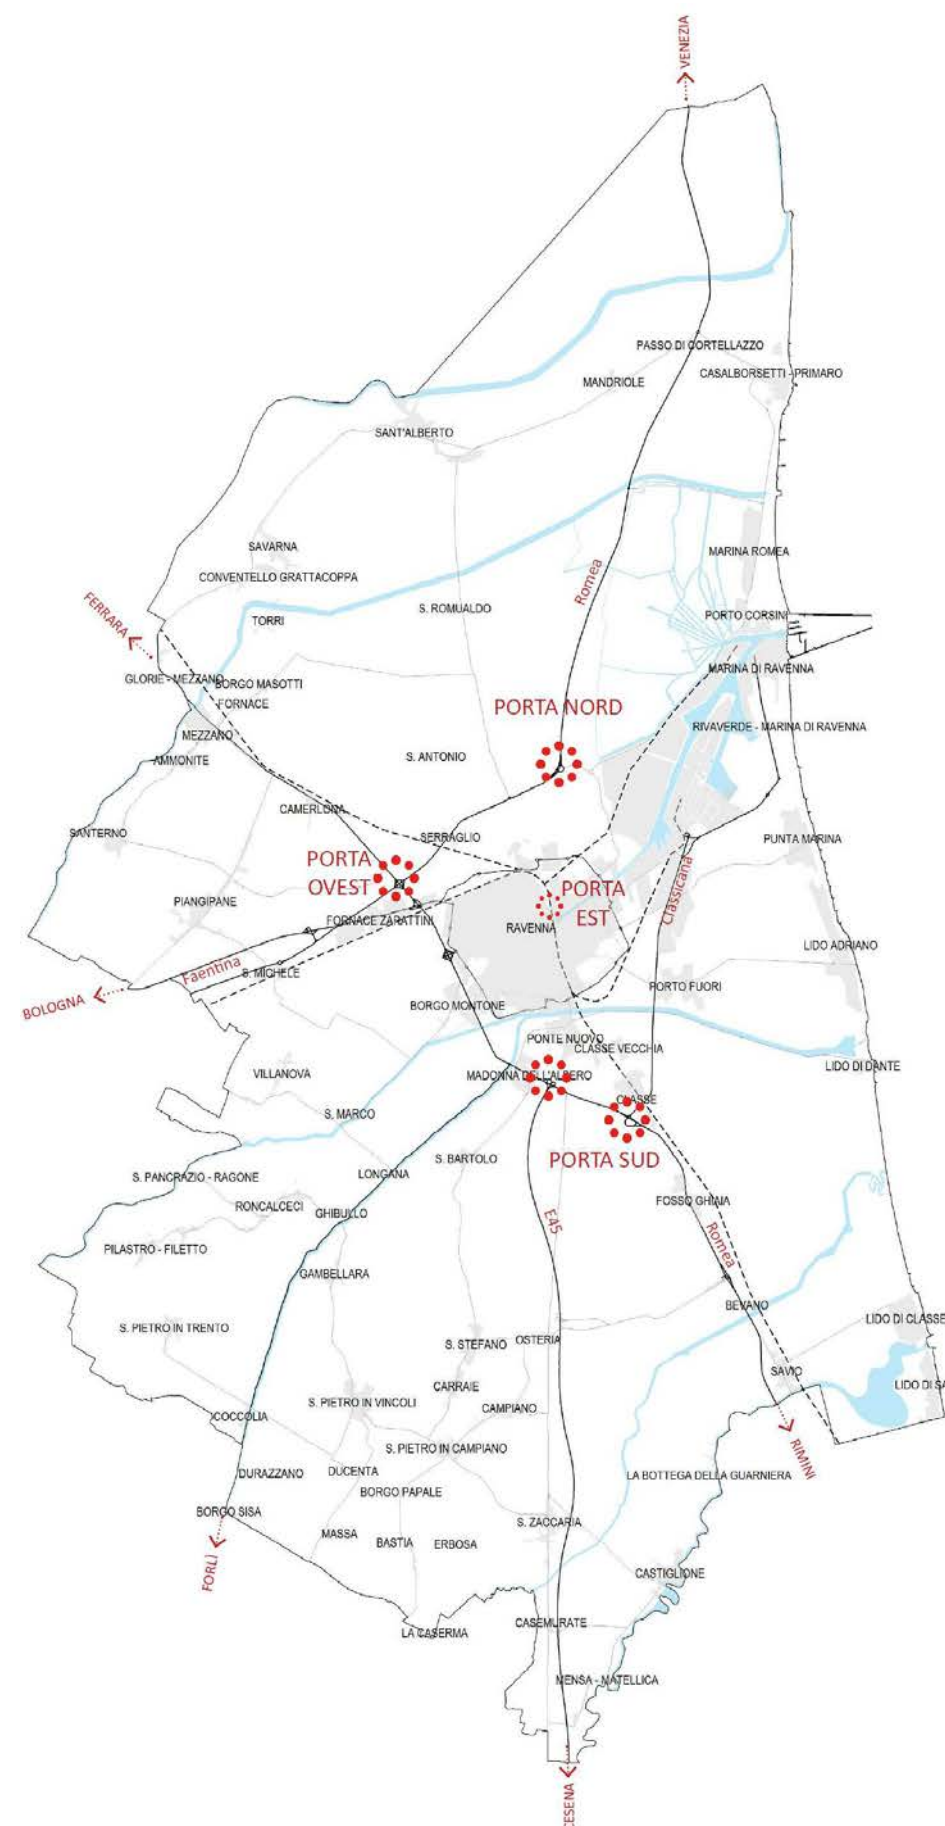 VENEZIA
PASSO DI CORTELLAZZO
CASALBORSETTI - PRIMARO
MANDRIOLE
SANT'ALBERTO
SAVARNA
MARINA ROMEA
CONVENTELLO GRATTACOPPA
Romea
FERRARA
S. ROMUALDO
TORRI
PORTO CORSINI
MARINA DI RAVENNA
GLORIE - MEZZANO
BORGO MASOTTI
FORNACE
PORTA NORD
RIVAVERDE - MARINA DI RAVENNA
MEZZANO
S. ANTONIO
AMMONITE
CAMERLONA
SANTERNO
SERRAGLIO
PUNTA MARINA
PORTA
OVEST
PORTA
EST
Classicana
PIANGIPANE
FORNACE ZARATTINI
RAVENNA
LIDO ADRIANO
Faentina
S. MICHELE
PORTO FUORI
BOLOGNA
BORGO MONTONE
PONTE NUOVO
CLASSE VECCHIA
LIDO DI DANTE
VILLANOVA
MADONNA DELL'ALBERO
CLASSE
S. MARCO
S. BARTOLO
PORTA SUD
S. PANCRAZIO - RAGONE
LONGANA
RONCALCECI
GHIBULLO
FOSSO GHIAIA
E45
Romea
PILASTRO - FILETTO
GAMBELLARA
BEVANO
S. PIETRO IN TRENTO
LIDO DI CLASSE
S. STEFANO
OSTERIA
SAVIO
LIDO DI SA
CARRAIE
S. PIETRO IN VINCOLI
CAMPIANO
COCCOLIA
S. PIETRO IN CAMPIANO
RIMINI
DURAZZANO
DUCENTA
LA BOTTEGA DELLA GUARNIERA
BORGO PAPALE
BORGO SISA
S. ZACCARIA
MASSA
BASTIA
ERBOSA
FORLÌ
CASTIGLIONE
CASEMURATE
LA CASERMA
MENSA - MATELLICA
CESENA